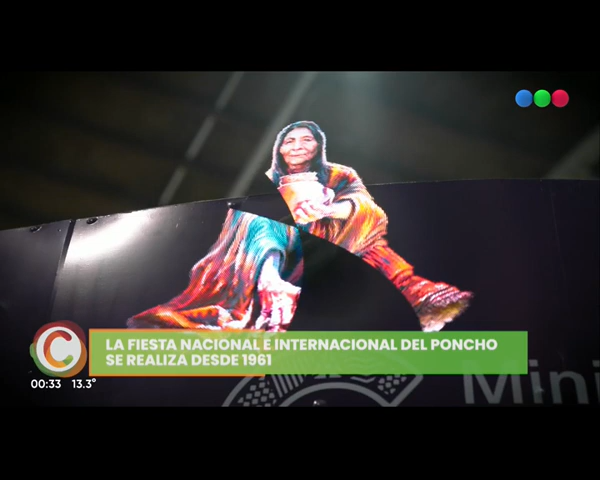 LA FIESTA NACIONAL E INTERNACIONAL DEL PONCHO
SE REALIZA DESDE 1961
C
00:33 13.3°
Mini